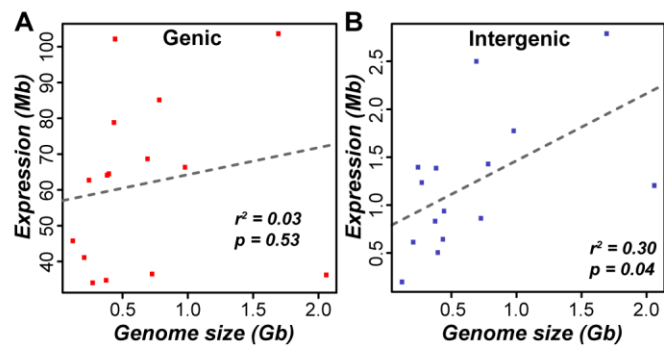 A
Genic
Expression (Mb)
100
90
80
70
60
50
40
r² = 0.03
p = 0.53
0.5
1.0
1.5
2.0
Genome size (Gb)
B
Intergenic
Expression (Mb)
2.5
2.0
1.5
1.0
0.5
r² = 0.30
p = 0.04
0.5
1.0
1.5
2.0
Genome size (Gb)